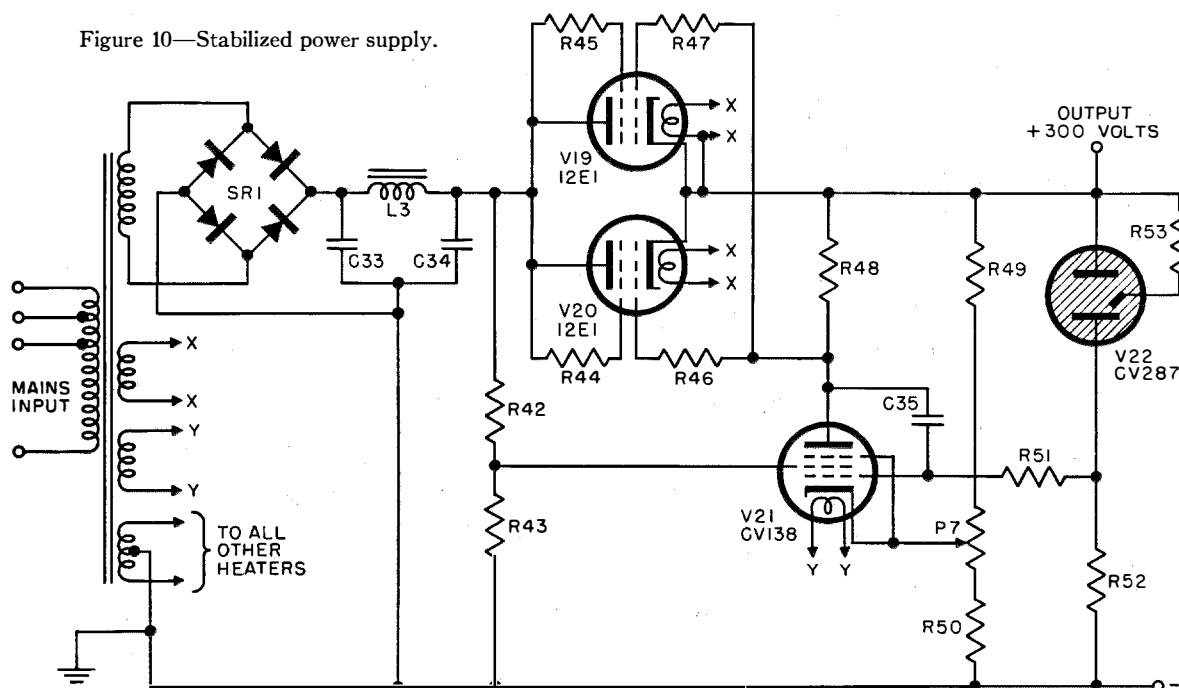 Figure 10—Stabilized power supply.
R45
R47
X
X
V19
12E1
OUTPUT
+300 VOLTS
SR1
L3
C33
C34
V20
12E1
X
X
R48
R49
R53
V22
CV287
R44
R46
MAINS
INPUT
X
X
Y
Y
R42
C35
R51
R43
V21
CV138
P7
Y Y
R52
TO ALL
OTHER
HEATERS
R50
-